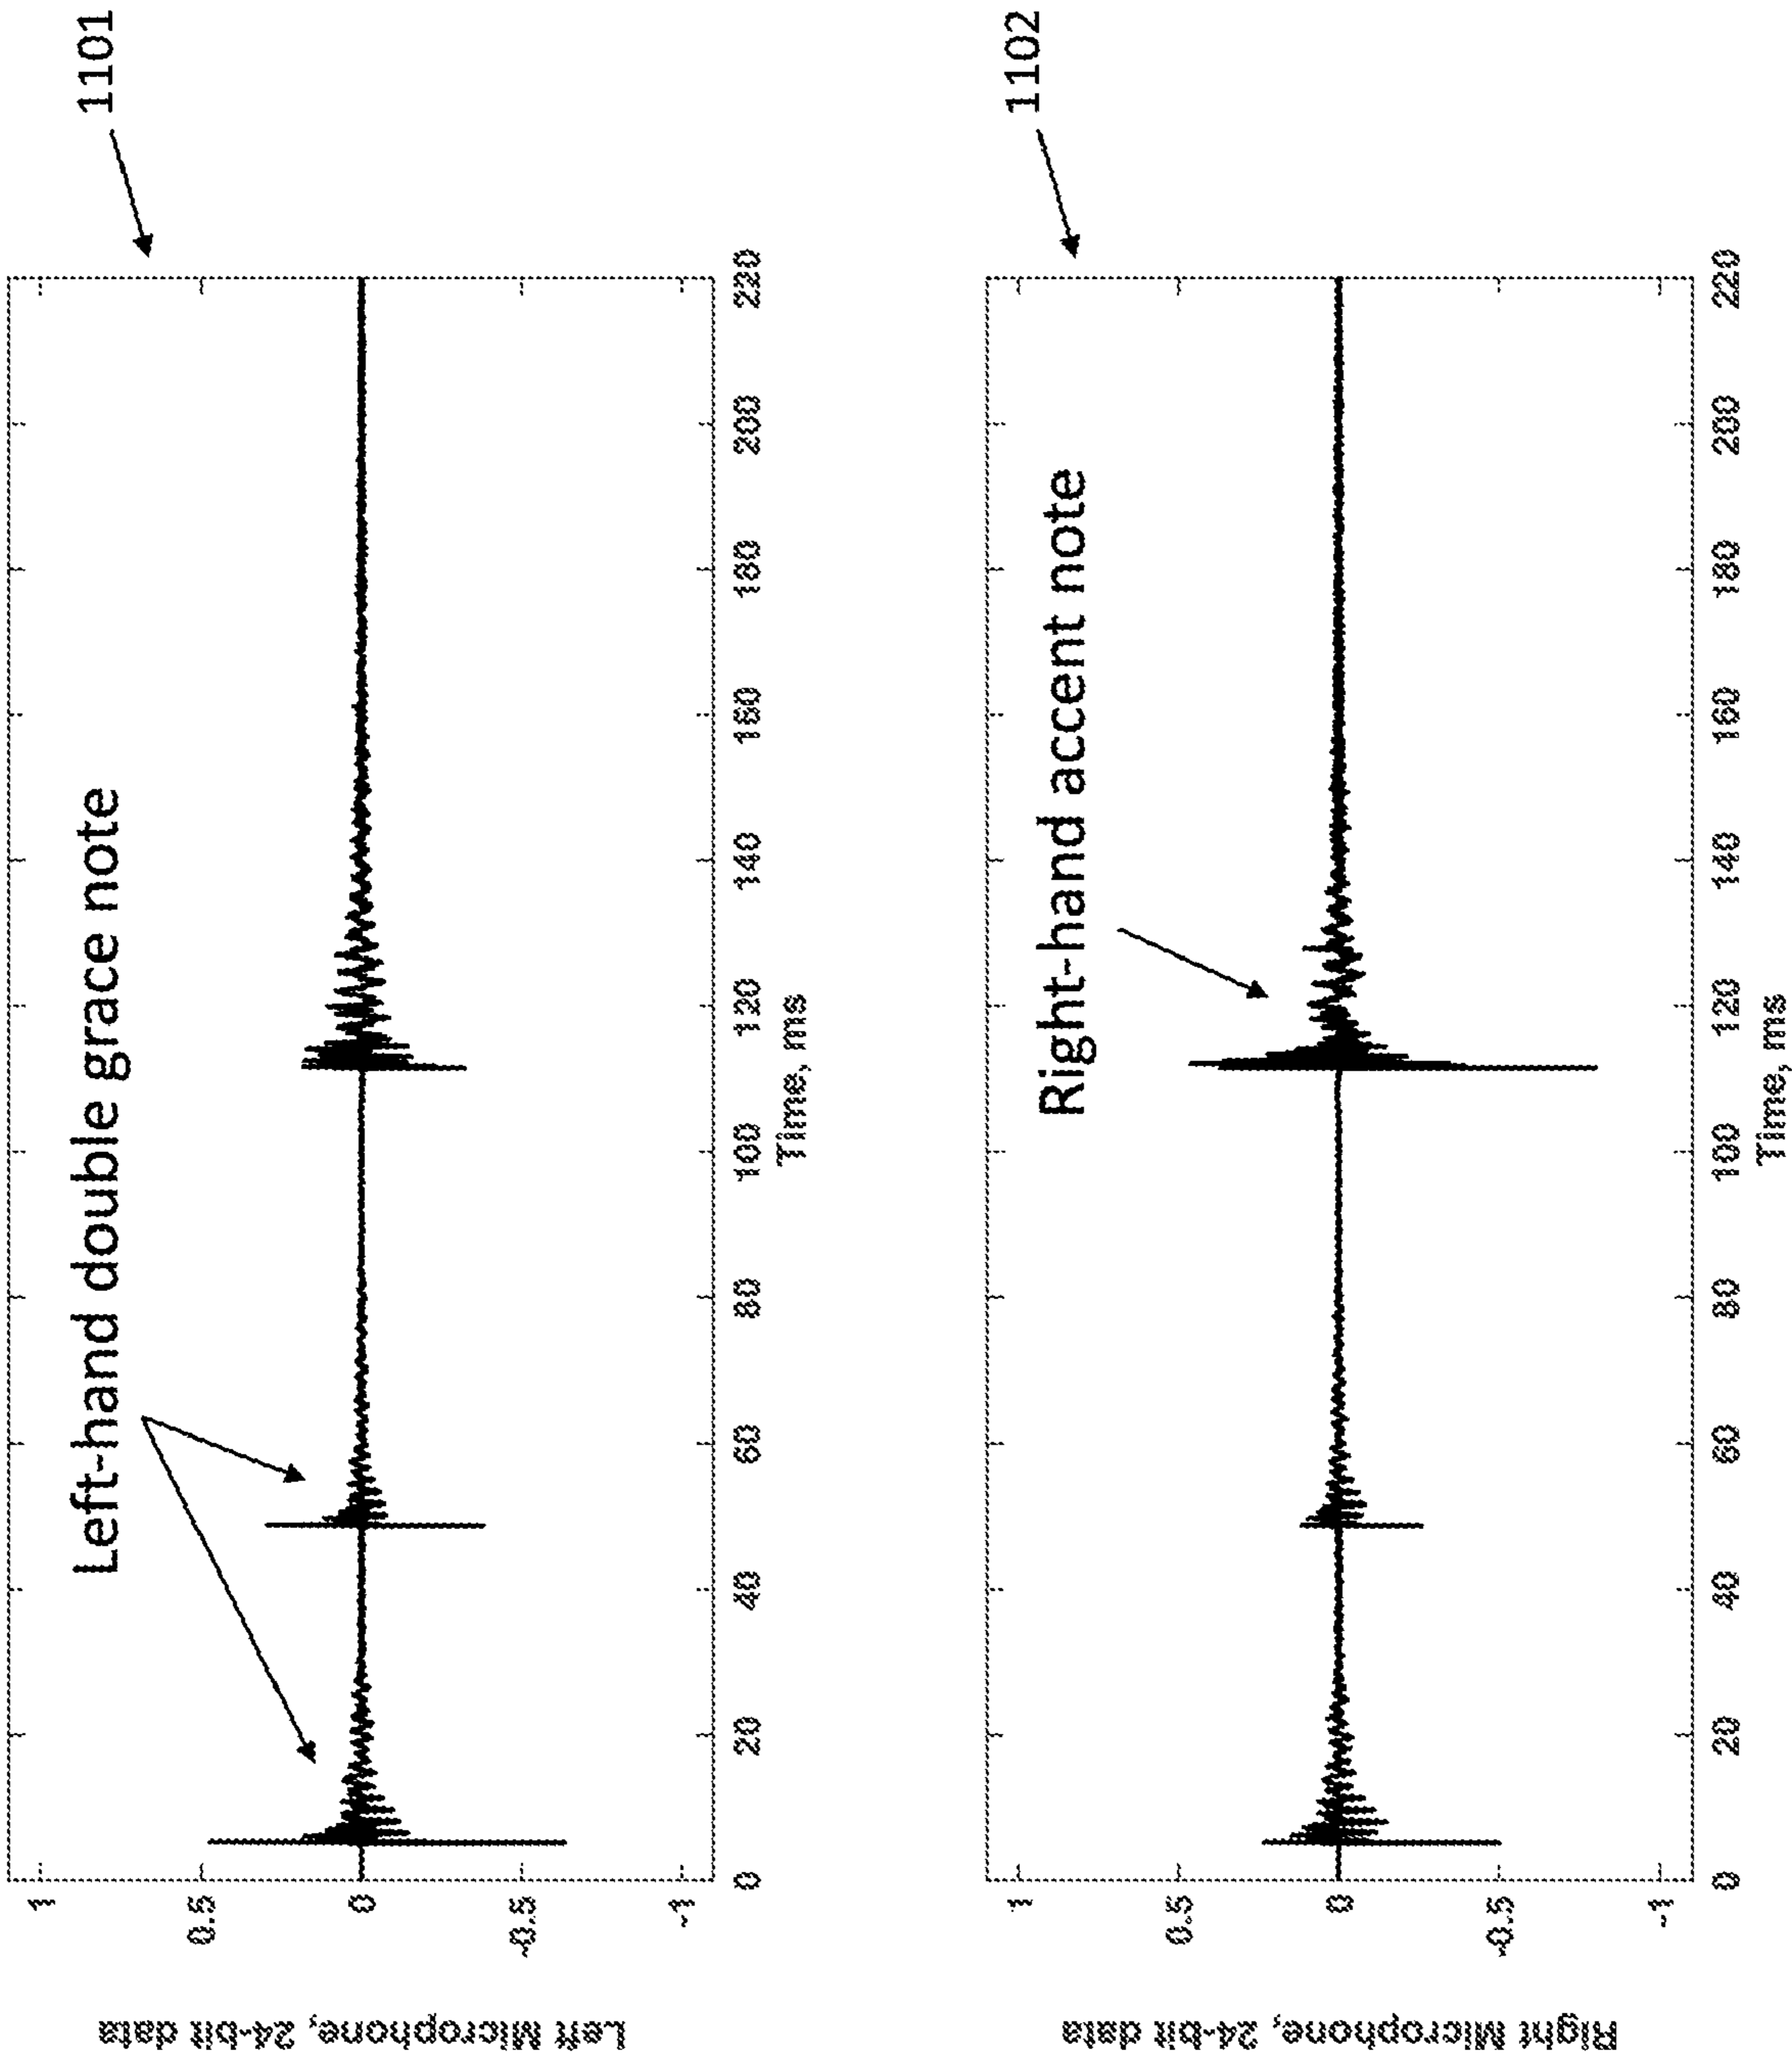 1101
Left-hand double grace note
Left Microphone, 24-bit data
1
0.5
0
-0.5
-1
0 20 40 60 80 100 120 140 160 180 200 220
Time, ms
1102
Right-hand accent note
Right Microphone, 24-bit data
1
0.5
0
-0.5
-1
0 20 40 60 80 100 120 140 160 180 200 220
Time, ms